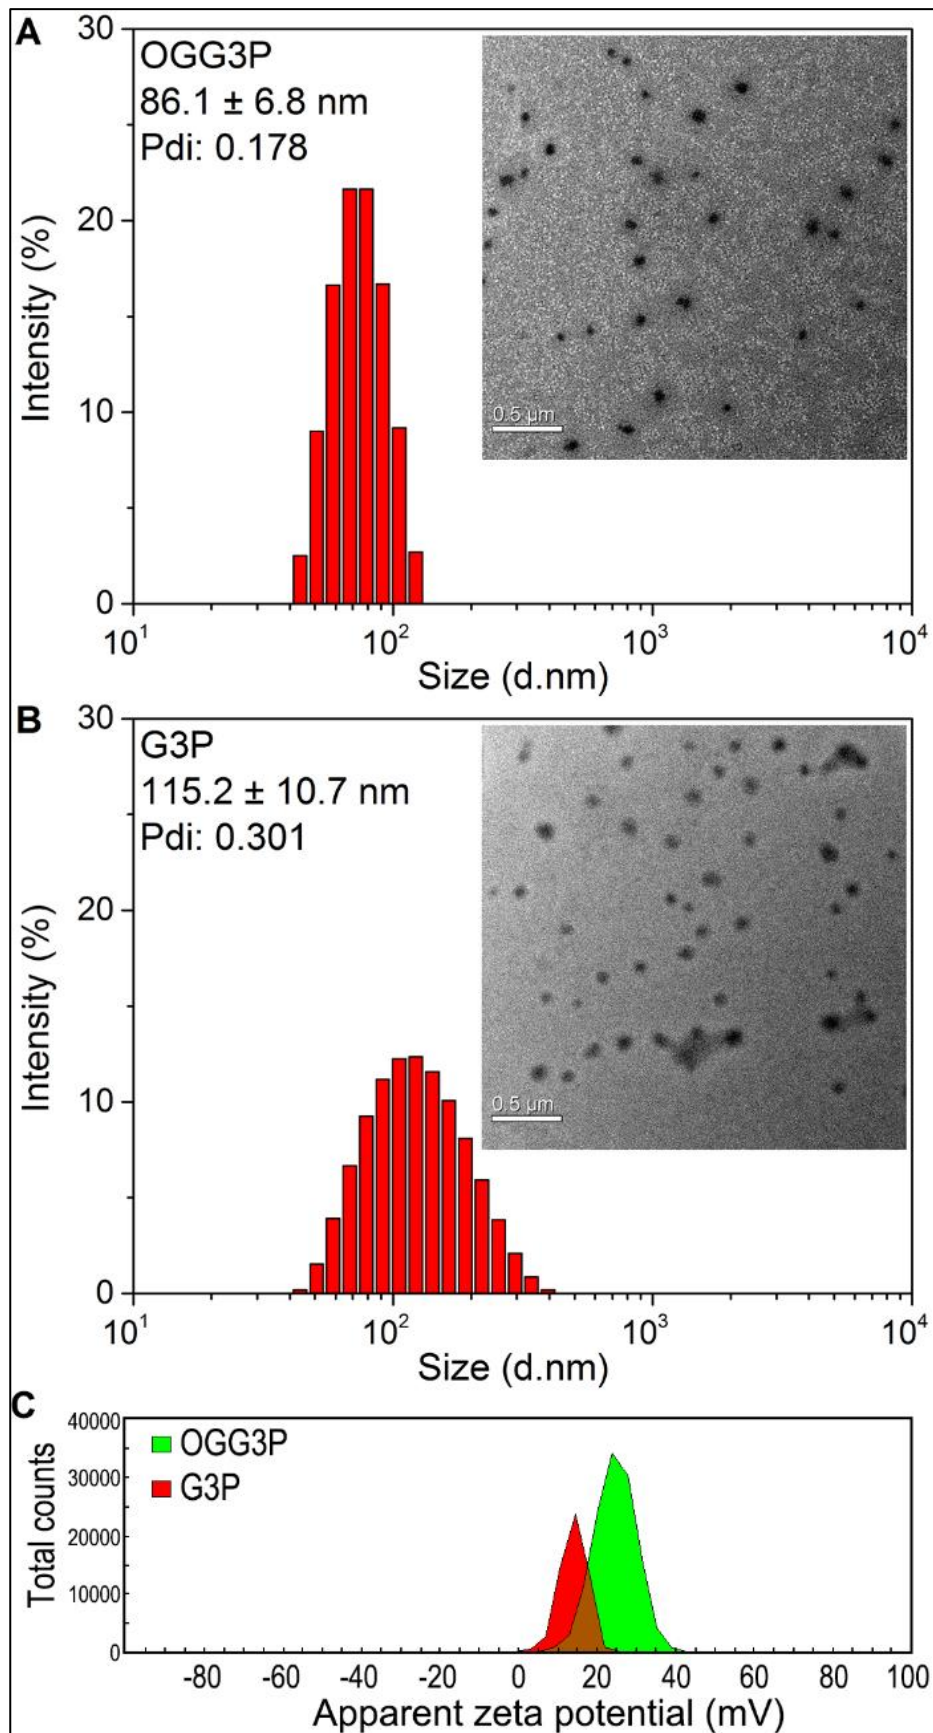 A
OGG3P
86.1 ± 6.8 nm
Pdi: 0.178
30
20
10
0
Intensity (%)
0.5 µm
10¹ 10² 10³ 10⁴
Size (d.nm)
B
G3P
115.2 ± 10.7 nm
Pdi: 0.301
30
20
10
0
Intensity (%)
0.5 µm
10¹ 10² 10³ 10⁴
Size (d.nm)
C
OGG3P
G3P
40000
30000
20000
10000
0
Total counts
-80 -60 -40 -20 0 20 40 60 80 100
Apparent zeta potential (mV)